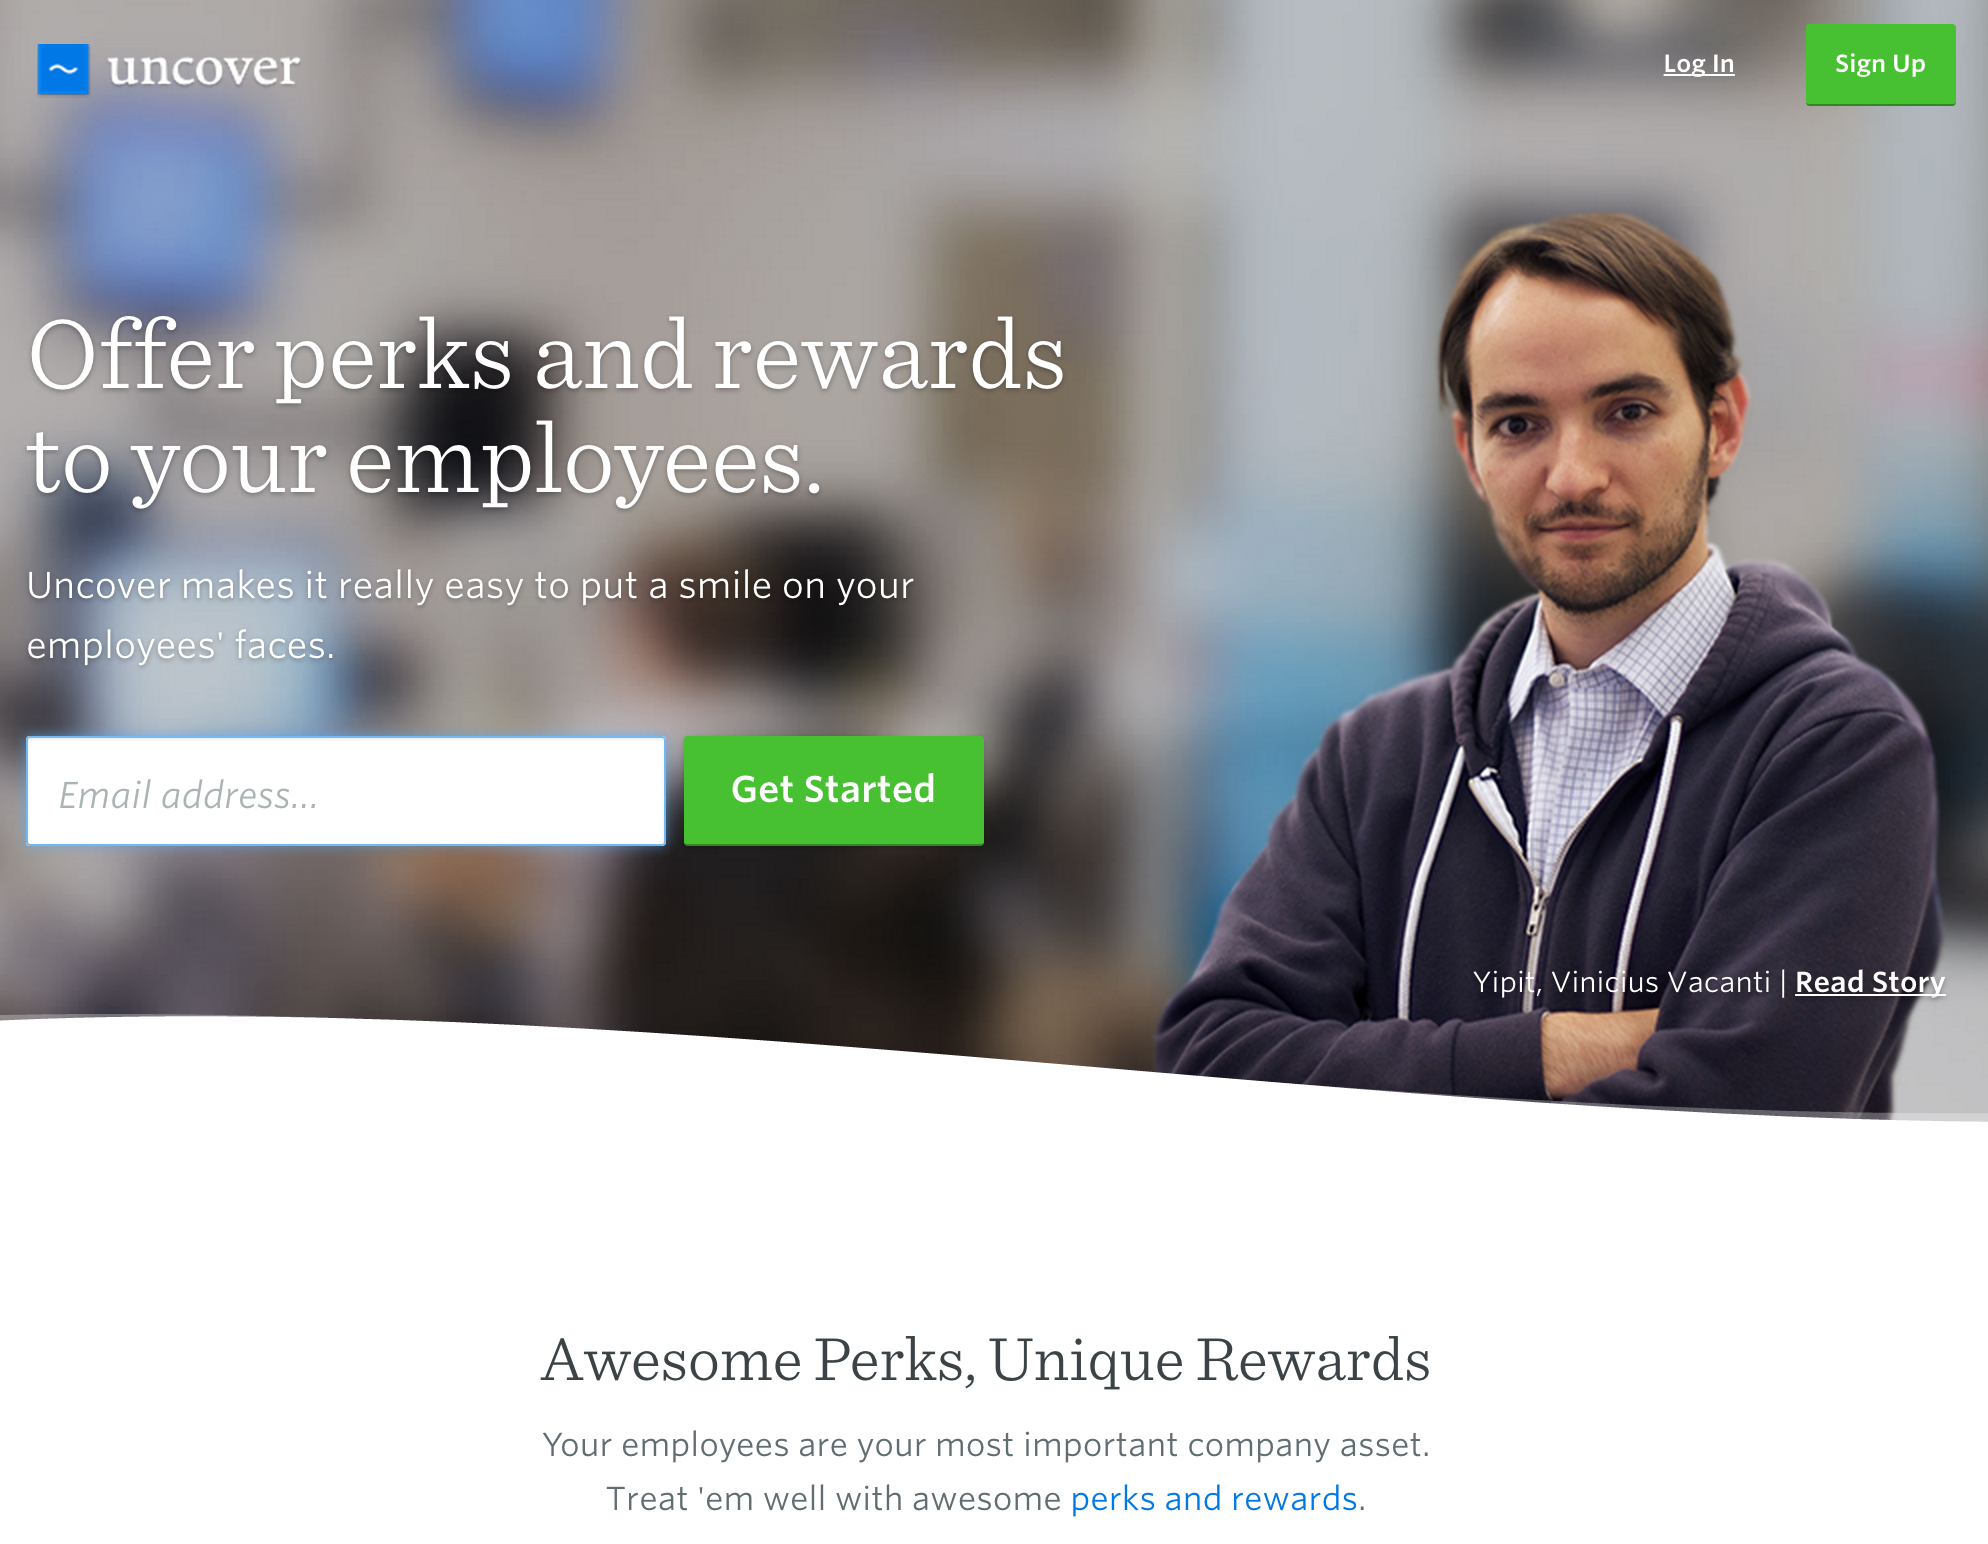 ~ uncover
Log In
Sign Up
Offer perks and rewards
to your employees.
Uncover makes it really easy to put a smile on your
employees' faces.
Email address...
Get Started
Yipit, Vinicius Vacanti | Read Story
Awesome Perks, Unique Rewards
Your employees are your most important company asset.
Treat 'em well with awesome perks and rewards.